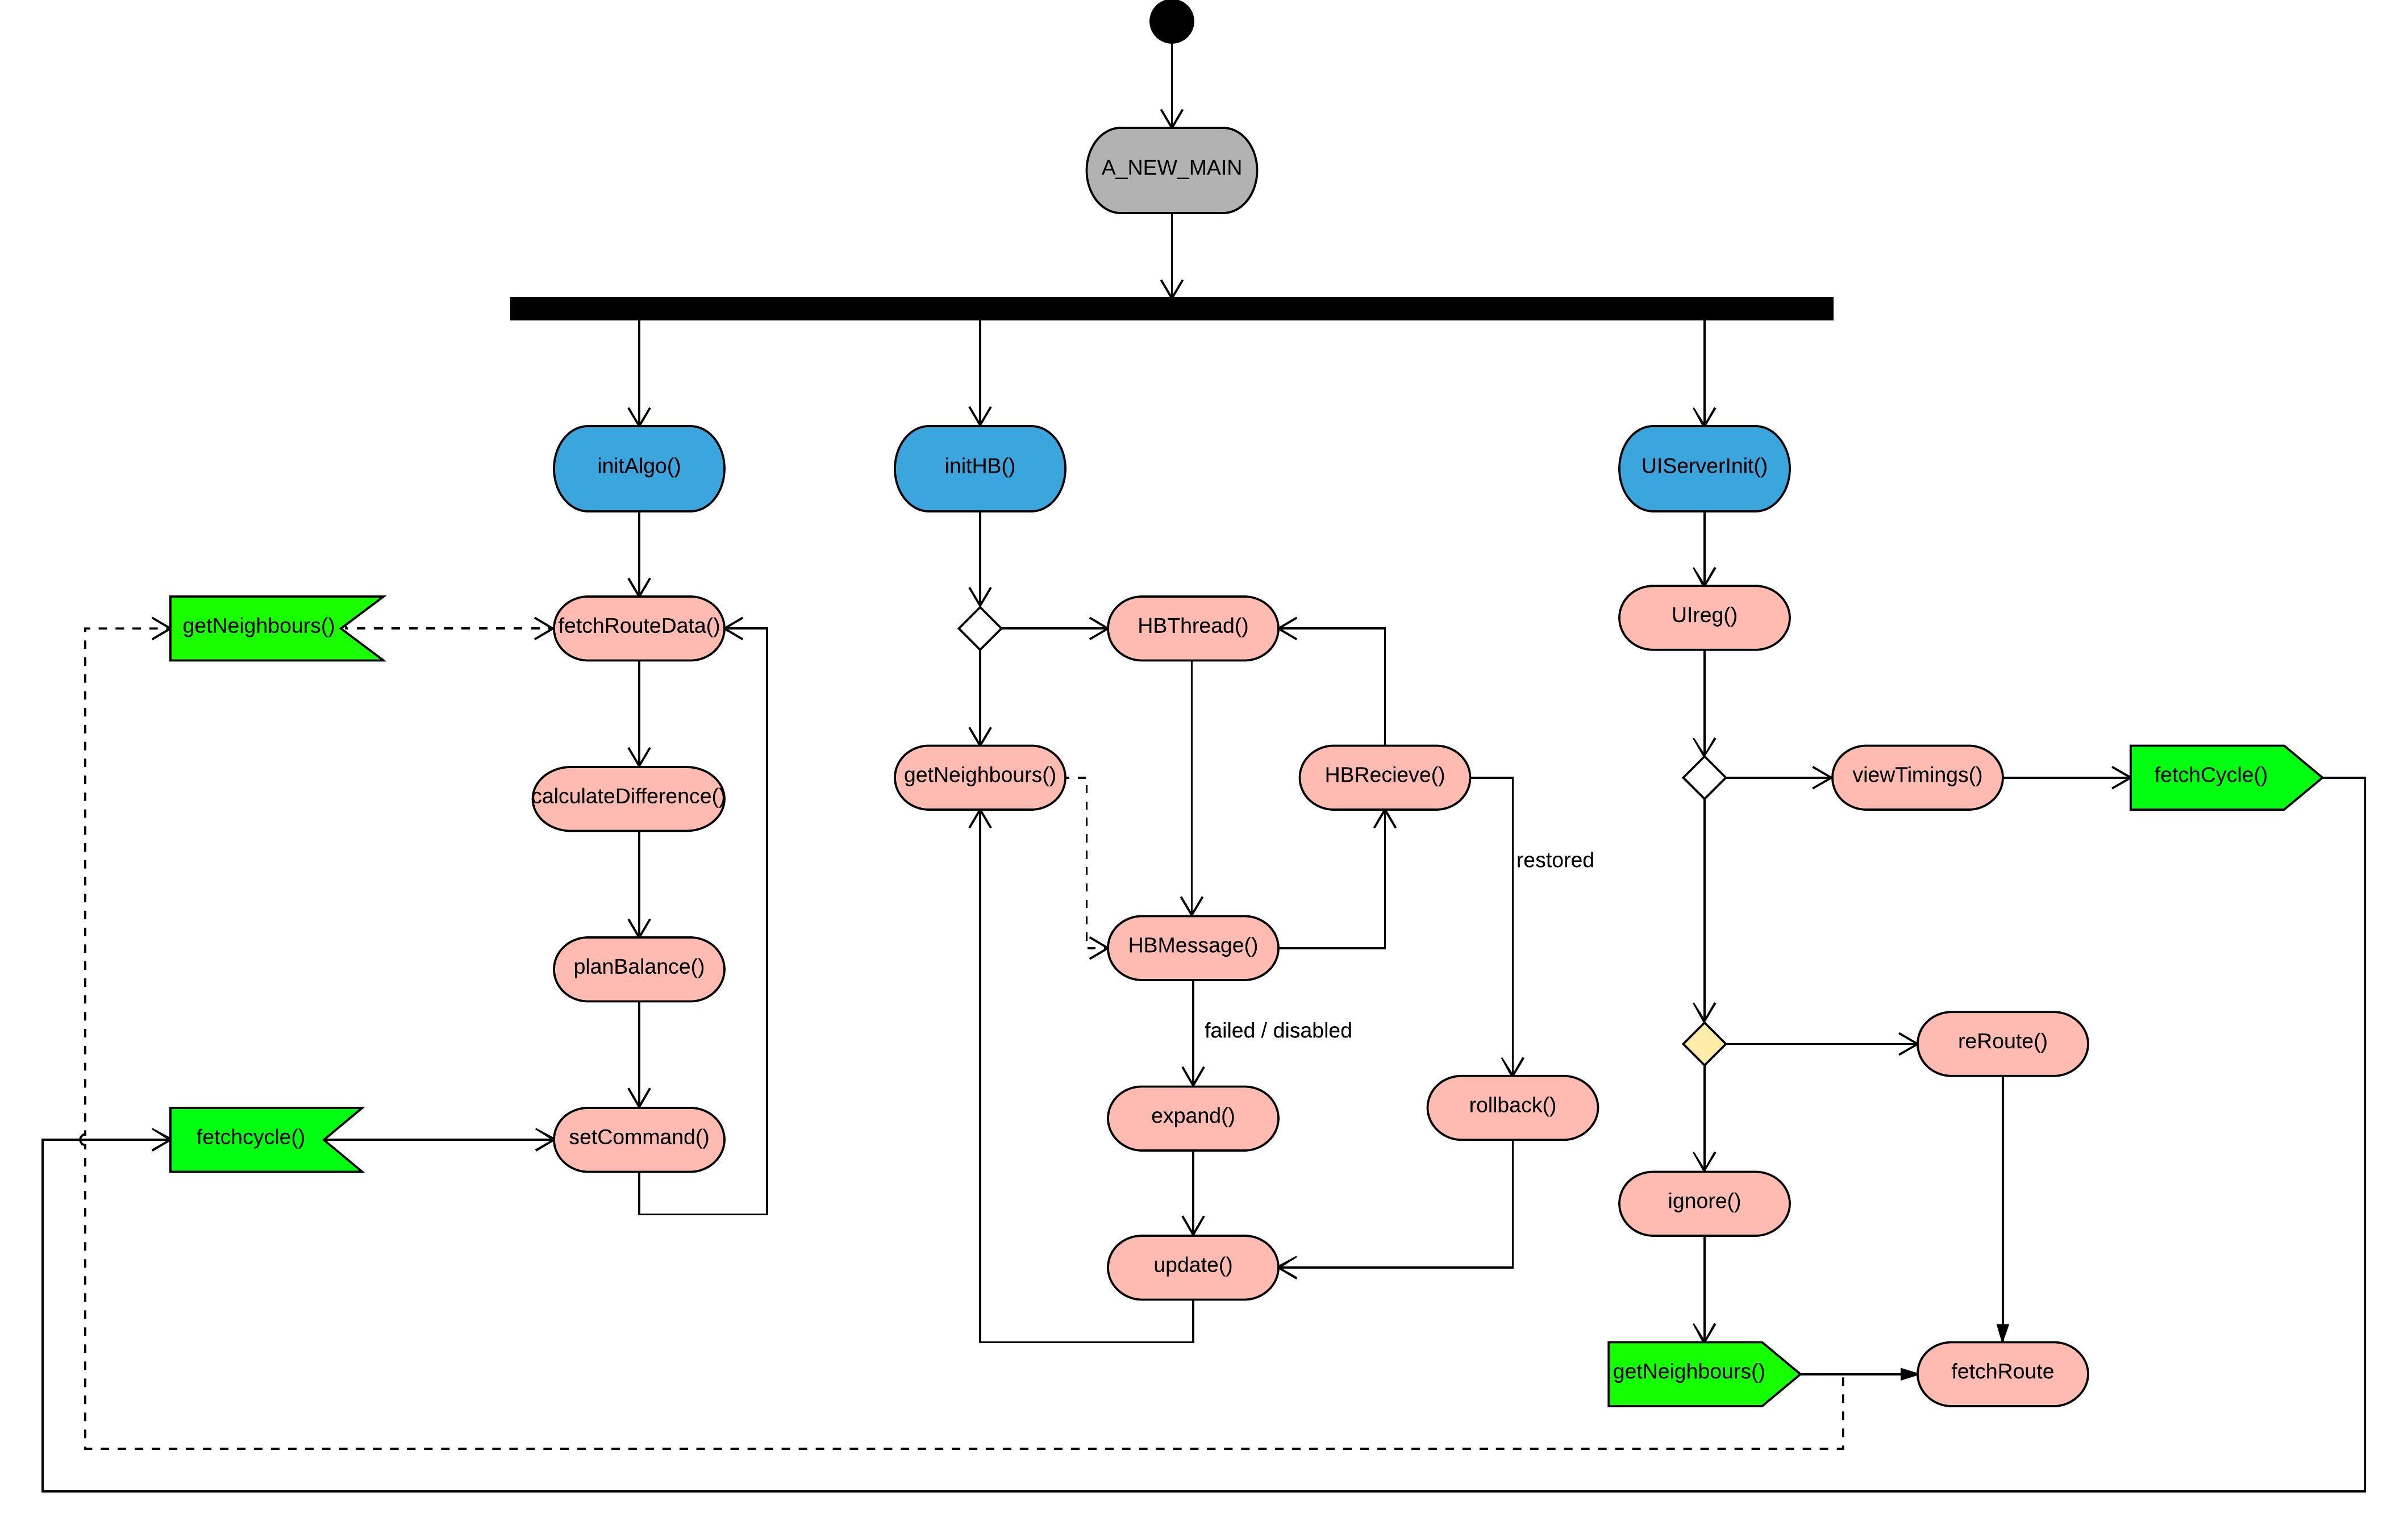 A_NEW_MAIN
initAlgo()
initHB()
UIServerInit()
getNeighbours()
fetchRouteData()
HBThread()
UIreg()
calculateDifference()
getNeighbours()
HBRecieve()
viewTimings()
fetchCycle()
restored
planBalance()
HBMessage()
failed / disabled
reRoute()
fetchcycle()
setCommand()
expand()
rollback()
ignore()
update()
getNeighbours()
fetchRoute